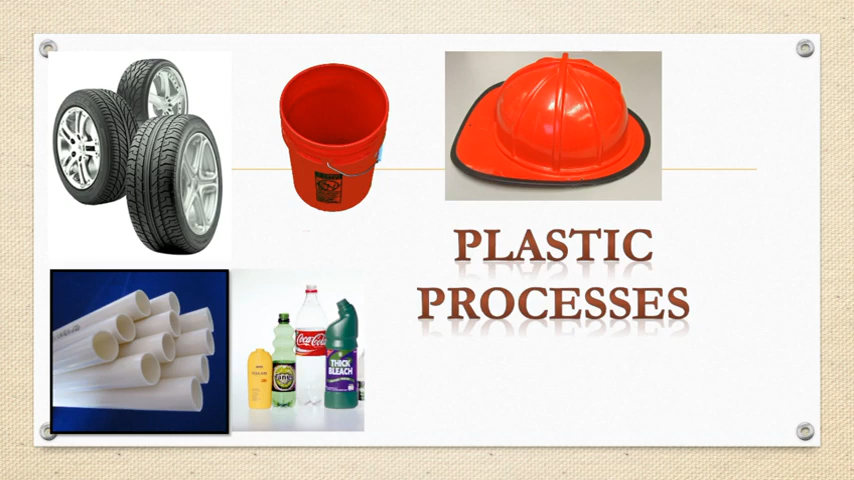 PLASTIC
PROCESSES
Coca-Cola
THICK
BLEACH